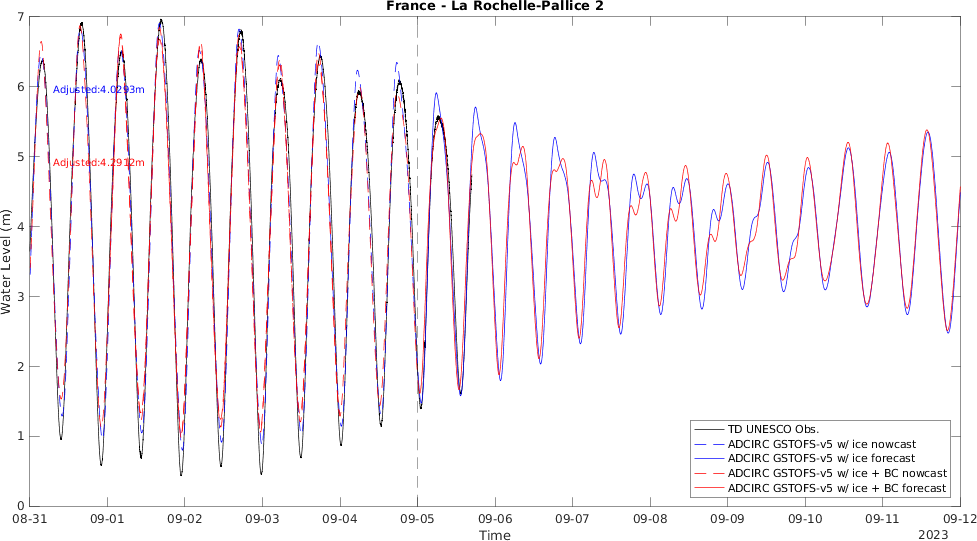 France - La Rochelle-Pallice 2
Water Level (m)
7
6
5
4
3
2
1
0
Adjusted:4.0293m
Adjusted:4.2912m
TD UNESCO Obs.
ADCIRC GSTOFS-v5 w/ ice nowcast
ADCIRC GSTOFS-v5 w/ ice forecast
ADCIRC GSTOFS-v5 w/ ice + BC nowcast
ADCIRC GSTOFS-v5 w/ ice + BC forecast
08-31 09-01 09-02 09-03 09-04 09-05 09-06 09-07 09-08 09-09 09-10 09-11 09-12
Time
2023